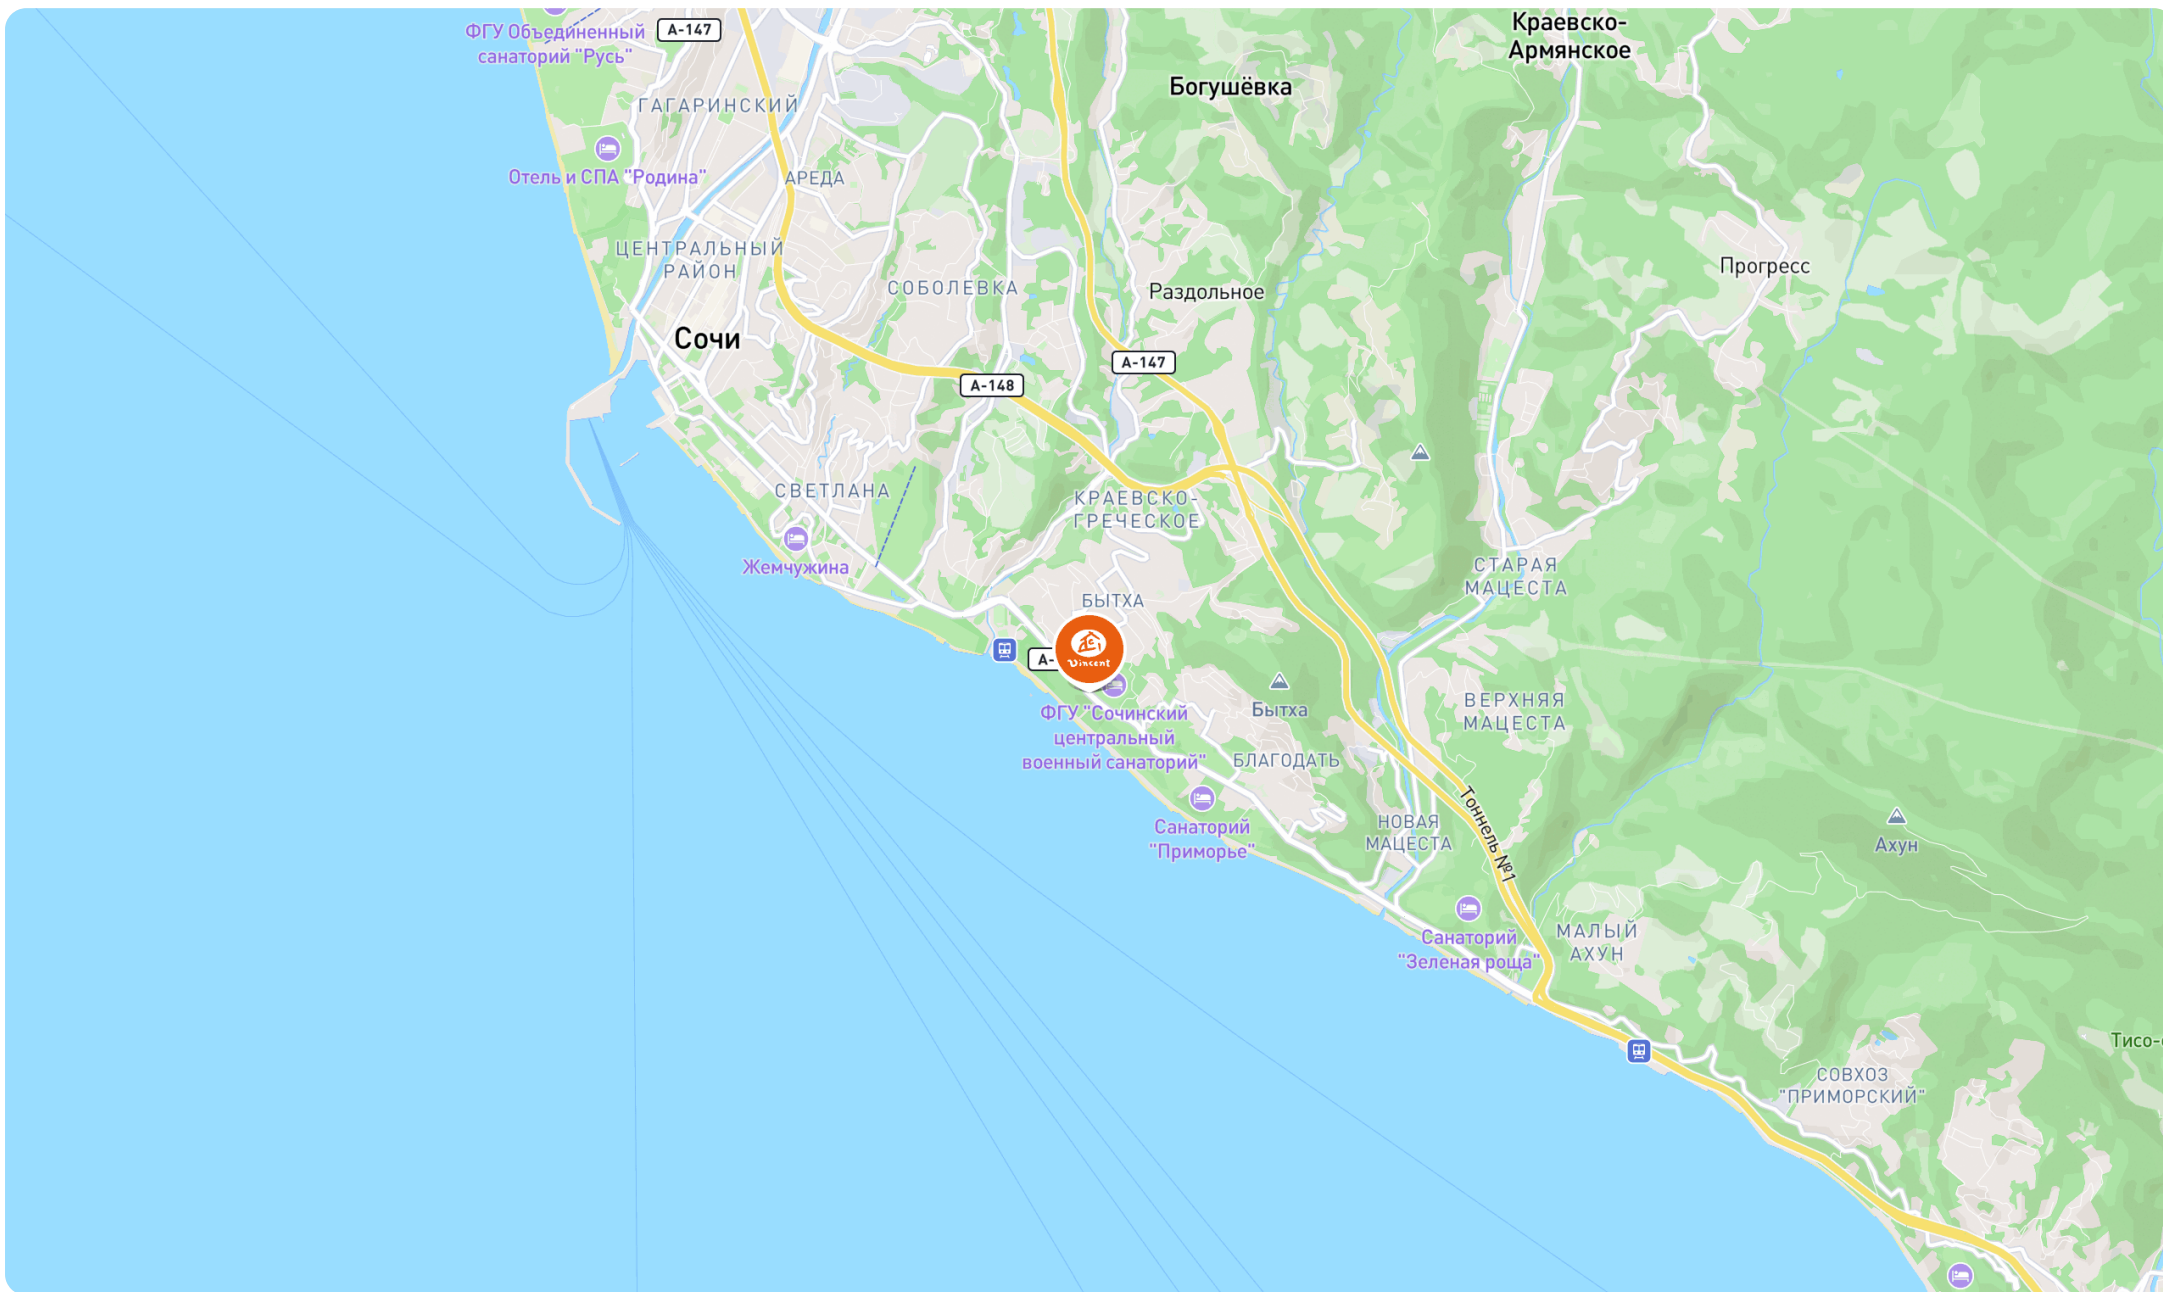 ФГУ Объединенный
санаторий "Русь"
А-147
Краевско-
Армянское
Богушёвка
ГАГАРИНСКИЙ
Отель и СПА "Родина"
АРЕДА
ЦЕНТРАЛЬНЫЙ
РАЙОН
СОБОЛЕВКА
Раздольное
Прогресс
Сочи
А-147
А-148
СВЕТЛАНА
КРАЕВСКО-
ГРЕЧЕСКОЕ
Жемчужина
СТАРАЯ
МАЦЕСТА
БЫТХА
А-
Vincent
ФГУ "Сочинский
центральный
военный санаторий"
Бытха
ВЕРХНЯЯ
МАЦЕСТА
БЛАГОДАТЬ
Тоннель №1
Санаторий
"Приморье"
НОВАЯ
МАЦЕСТА
Ахун
Санаторий
"Зеленая роща"
МАЛЫЙ
АХУН
Тисо-
СОВХОЗ
"ПРИМОРСКИЙ"